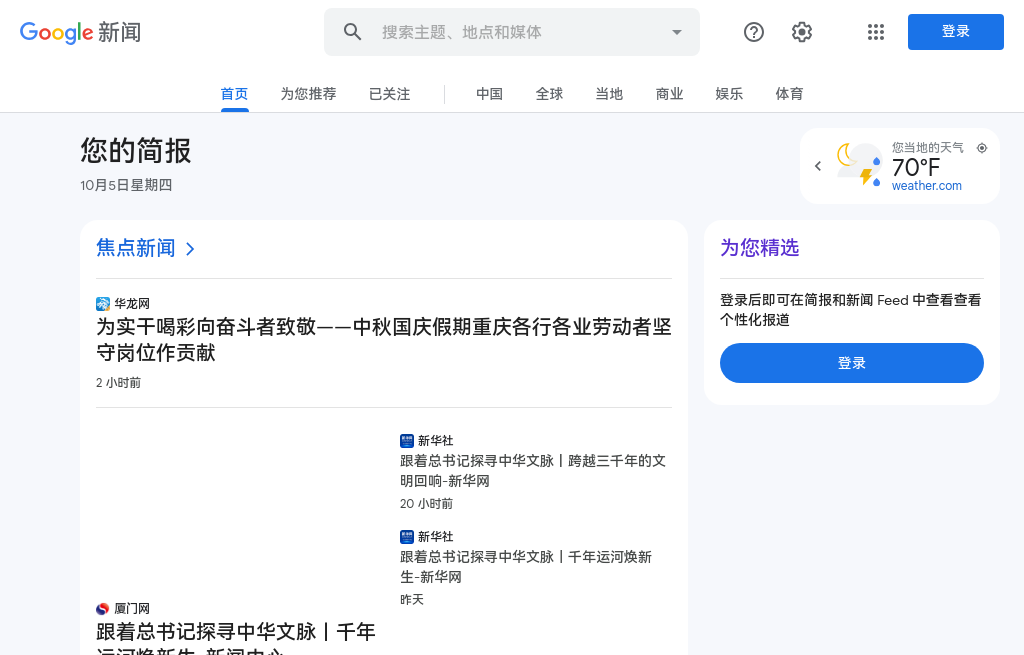 Google 新闻
搜索主题、地点和媒体
登录
首页 为您推荐 已关注 中国 全球 当地 商业 娱乐 体育
您的简报
10月5日星期四
您当地的天气
70°F
weather.com
焦点新闻
华龙网
为实干喝彩向奋斗者致敬——中秋国庆假期重庆各行各业劳动者坚
守岗位作贡献
2 小时前
新华社
跟着总书记探寻中华文脉丨跨越三千年的文
明回响-新华网
20 小时前
新华社
跟着总书记探寻中华文脉丨千年运河焕新
生-新华网
昨天
厦门网
跟着总书记探寻中华文脉丨千年
运河焕新生-新闻中心
为您精选
登录后即可在简报和新闻 Feed 中查看查看
个性化报道
登录